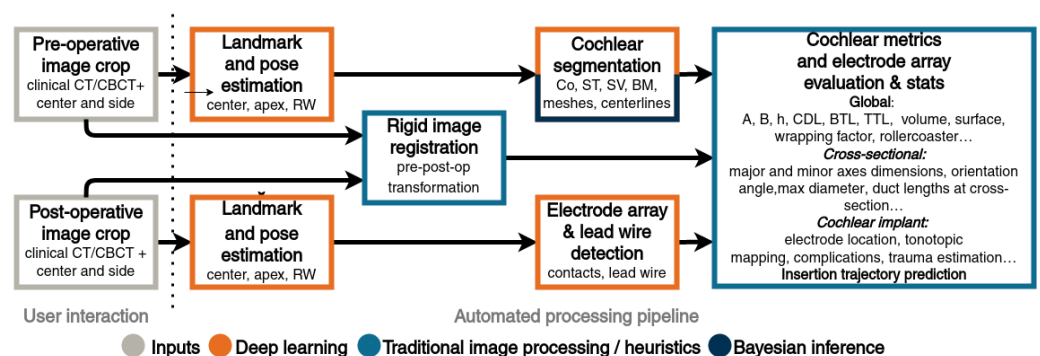 Pre-operative
image crop
clinical CT/CBCT+
center and side
Landmark
and pose
estimation
center, apex, RW
Cochlear
segmentation
Co, ST, SV, BM,
meshes, centerlines
Cochlear metrics
and electrode array
evaluation & stats
Global:
A, B, h, CDL, BTL, TTL, volume, surface,
wrapping factor, rollercoaster...
Cross-sectional:
major and minor axes dimensions, orientation
angle,max diameter, duct lengths at cross-
section...
Cochlear implant:
electrode location, tonotopic
mapping, complications, trauma estimation...
Insertion trajectory prediction
Rigid image
registration
pre-post-op
transformation
Post-operative
image crop
clinical CT/CBCT +
center and side
Landmark
and pose
estimation
center, apex, RW
Electrode array
& lead wire
detection
contacts, lead wire
User interaction
Automated processing pipeline
Inputs
Deep learning
Traditional image processing / heuristics
Bayesian inference